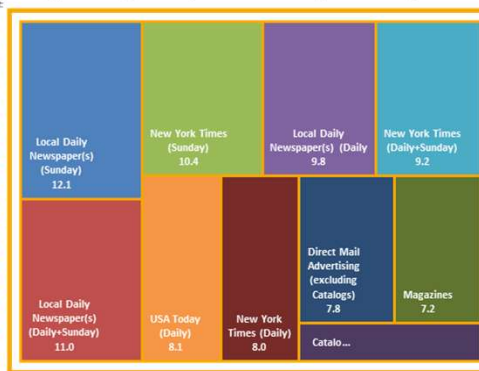 Local Daily
Newspaper(s)
(Sunday)
12.1
New York Times
(Sunday)
10.4
Local Daily
Newspaper(s) (Daily
9.8
New York Times
(Daily+Sunday)
9.2
Local Daily
Newspaper(s)
(Daily+Sunday)
11.0
USA Today
(Daily)
8.1
New York
Times (Daily)
8.0
Direct Mail
Advertising
(excluding
Catalogs)
7.8
Magazines
7.2
Catalo...